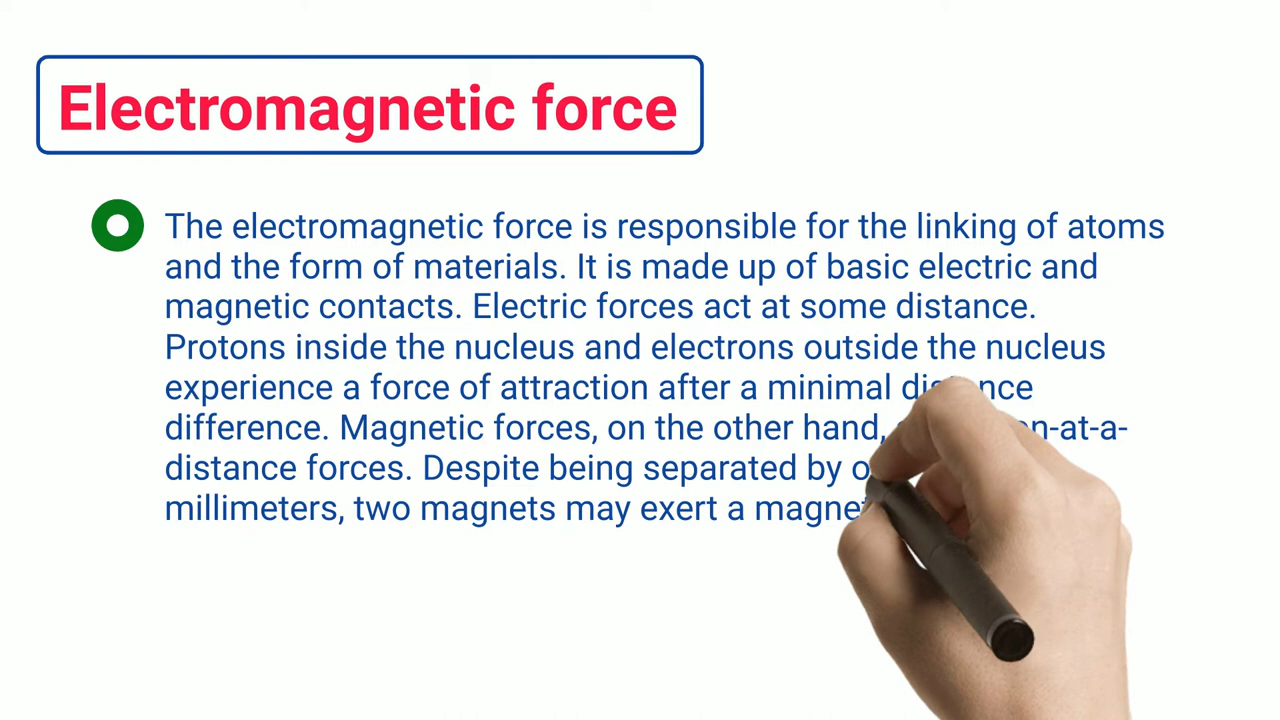 Electromagnetic force
The electromagnetic force is responsible for the linking of atoms
and the form of materials. It is made up of basic electric and
magnetic contacts. Electric forces act at some distance.
Protons inside the nucleus and electrons outside the nucleus
experience a force of attraction after a minimal distance
difference. Magnetic forces, on the other hand,
distance forces. Despite being separated by
millimeters, two magnets may exert a